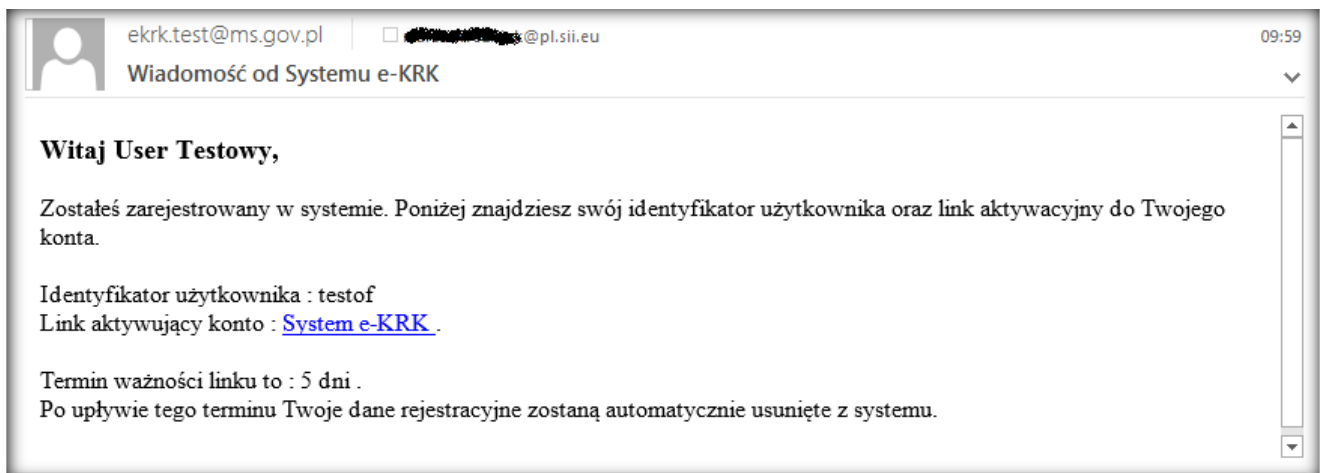 ekrk.test@ms.gov.pl @pl.sii.eu 09:59
Wiadomość od Systemu e-KRK
Witaj User Testowy,
Zostałeś zarejestrowany w systemie. Poniżej znajdziesz swój identyfikator użytkownika oraz link aktywacyjny do Twojego
konta.
Identyfikator użytkownika : testof
Link aktywujący konto : System e-KRK .
Termin ważności linku to : 5 dni .
Po upływie tego terminu Twoje dane rejestracyjne zostaną automatycznie usunięte z systemu.